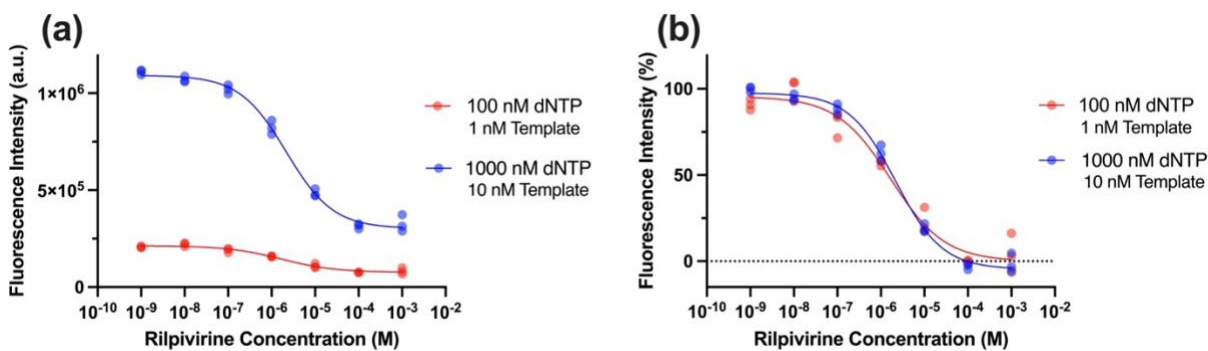 (a)
Fluorescence Intensity (a.u.)
1×10⁶
5×10⁵
0
10⁻¹⁰ 10⁻⁹ 10⁻⁸ 10⁻⁷ 10⁻⁶ 10⁻⁵ 10⁻⁴ 10⁻³ 10⁻²
Rilpivirine Concentration (M)
100 nM dNTP
1 nM Template
1000 nM dNTP
10 nM Template
(b)
Fluorescence Intensity (%)
100
50
0
10⁻¹⁰ 10⁻⁹ 10⁻⁸ 10⁻⁷ 10⁻⁶ 10⁻⁵ 10⁻⁴ 10⁻³ 10⁻²
Rilpivirine Concentration (M)
100 nM dNTP
1 nM Template
1000 nM dNTP
10 nM Template